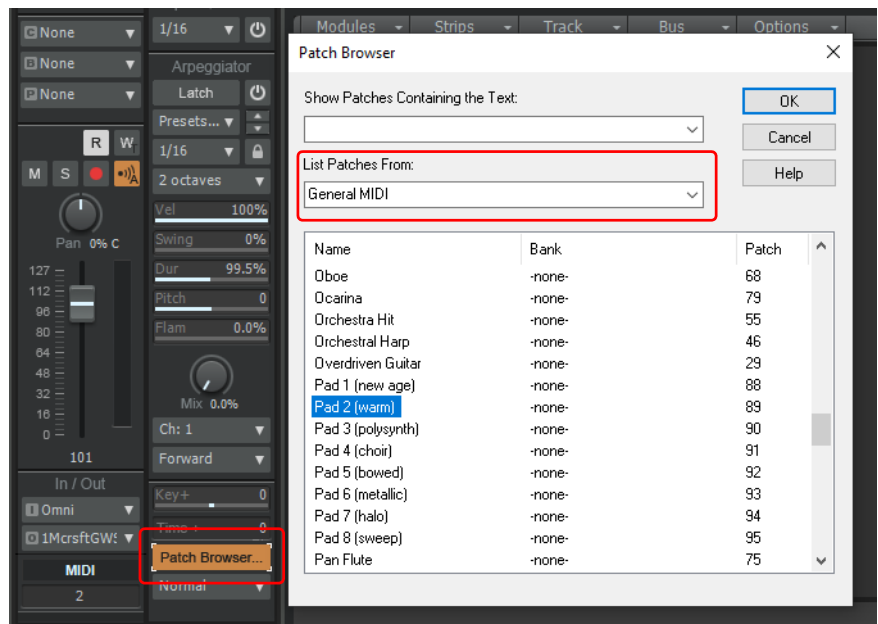 C None
1/16
B None
P None
Arpeggiator
Latch
Presets...
R W
1/16
M S A
2 octaves
Vel 100%
Pan 0% C
Swing 0%
127
Dur 99.5%
112
Pitch 0
96
80
Flam 0.0%
64
48
32
Mix 0.0%
16
0
Ch: 1
101
Forward
In / Out
Key+ 0
I Omni
Time + 0
O 1McrsftGWS
Patch Browser...
MIDI
Normal
2
Modules Strips Track Bus Options
Patch Browser
Show Patches Containing the Text:
OK
Cancel
List Patches From:
Help
General MIDI
Name Bank Patch
Oboe -none- 68
Ocarina -none- 79
Orchestra Hit -none- 55
Orchestral Harp -none- 46
Overdriven Guitar -none- 29
Pad 1 (new age) -none- 88
Pad 2 (warm) -none- 89
Pad 3 (polysynth) -none- 90
Pad 4 (choir) -none- 91
Pad 5 (bowed) -none- 92
Pad 6 (metallic) -none- 93
Pad 7 (halo) -none- 94
Pad 8 (sweep) -none- 95
Pan Flute -none- 75